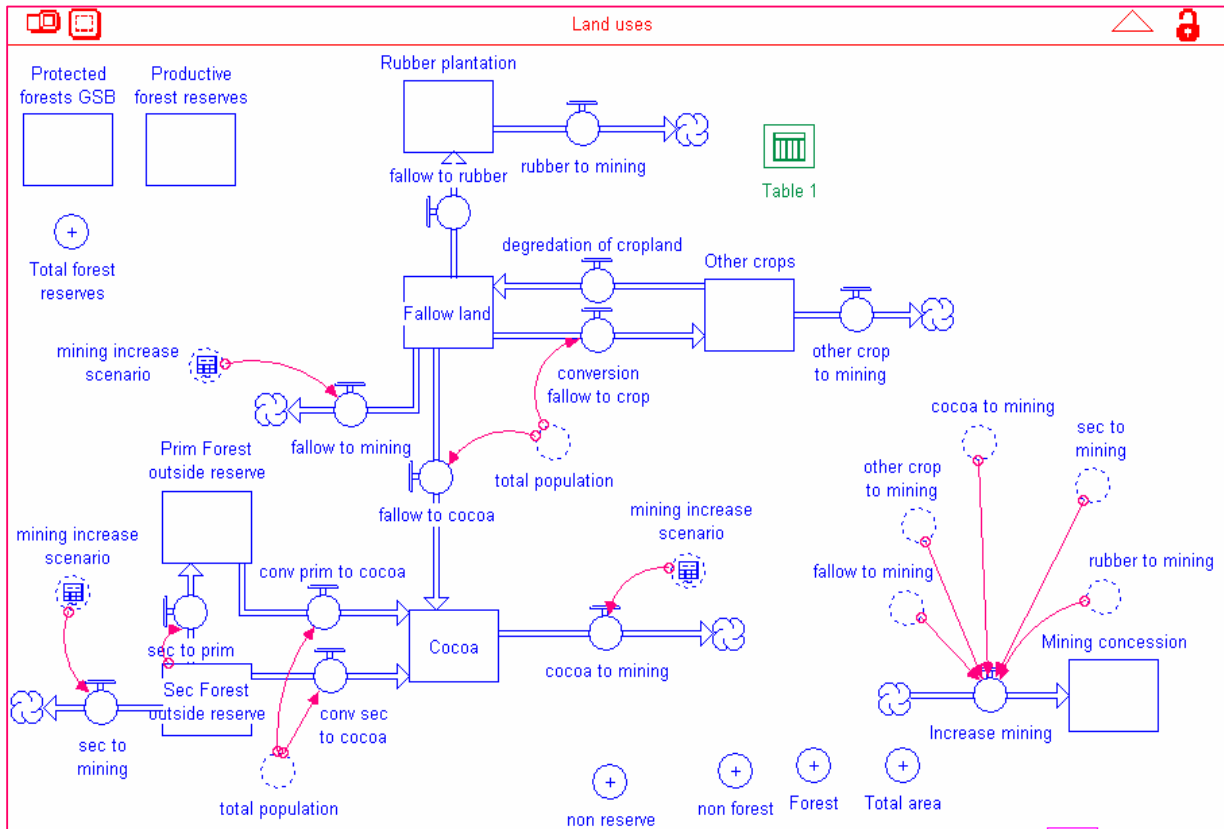 Land uses
Protected
forests GSB
Productive
forest reserves
Rubber plantation
rubber to mining
fallow to rubber
Table 1
Total forest
reserves
degredation of cropland
Other crops
Fallow land
mining increase
scenario
conversion
fallow to crop
other crop
to mining
fallow to mining
total population
Prim Forest
outside reserve
fallow to cocoa
mining increase
scenario
mining increase
scenario
conv prim to cocoa
sec to prim
Cocoa
cocoa to mining
Sec Forest
outside reserve
conv sec
to cocoa
sec to
mining
total population
cocoa to mining
sec to
mining
other crop
to mining
fallow to mining
rubber to mining
Mining concession
Increase mining
non reserve
non forest
Forest
Total area